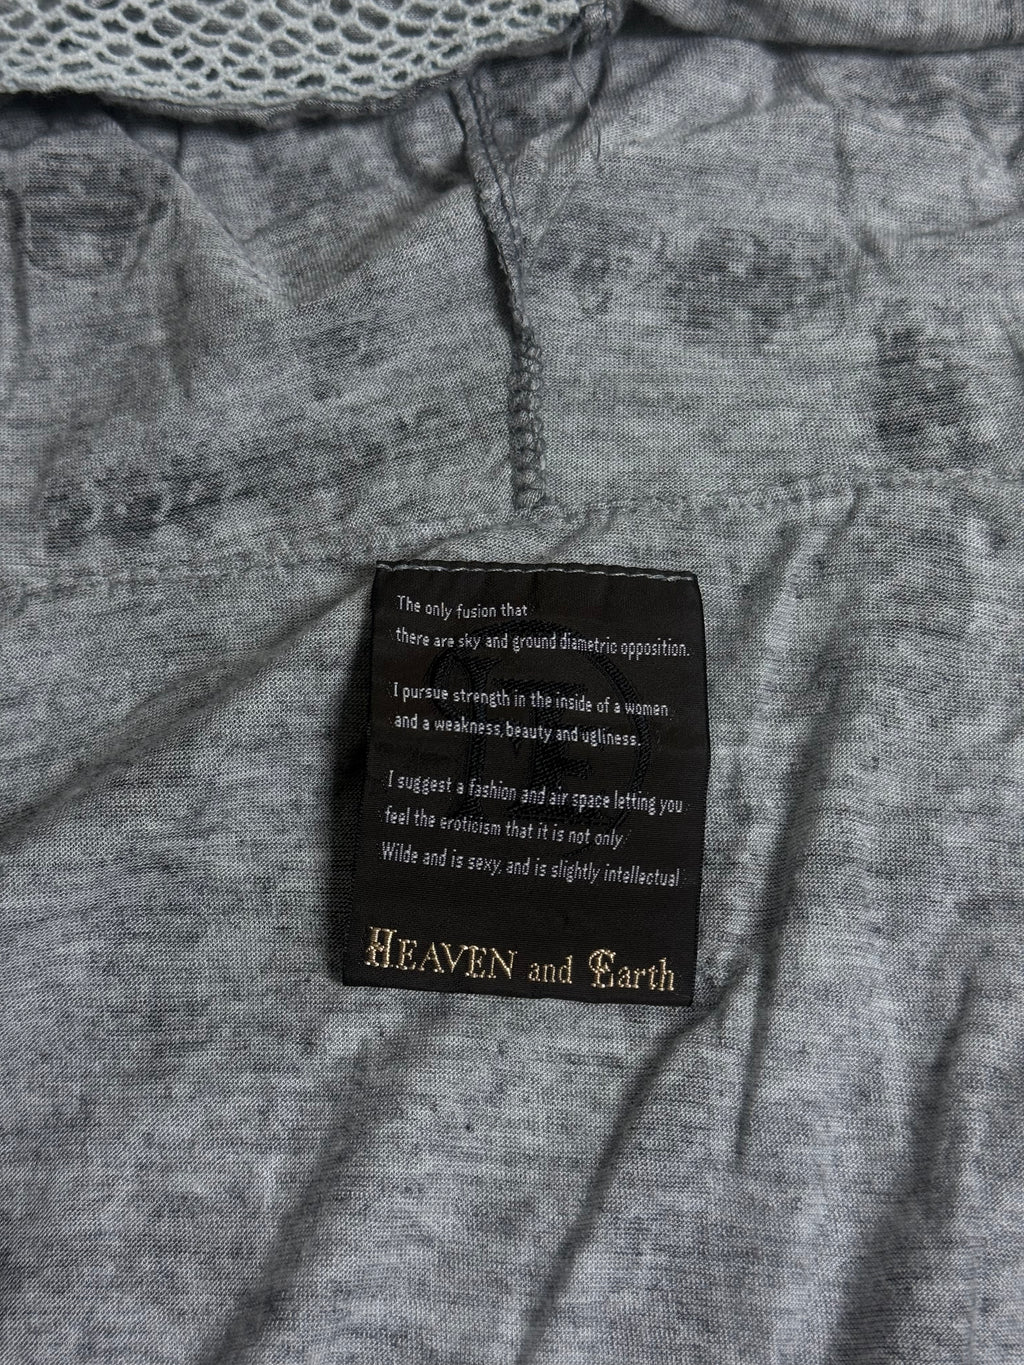 The only fusion that
there are sky and ground diametric opposition.
I pursue strength in the inside of a women
and a weakness, beauty and ugliness.
I suggest a fashion and air space letting you
feel the eroticism that it is not only
Wilde and is sexy, and is slightly intellectual
HEAVEN and Earth